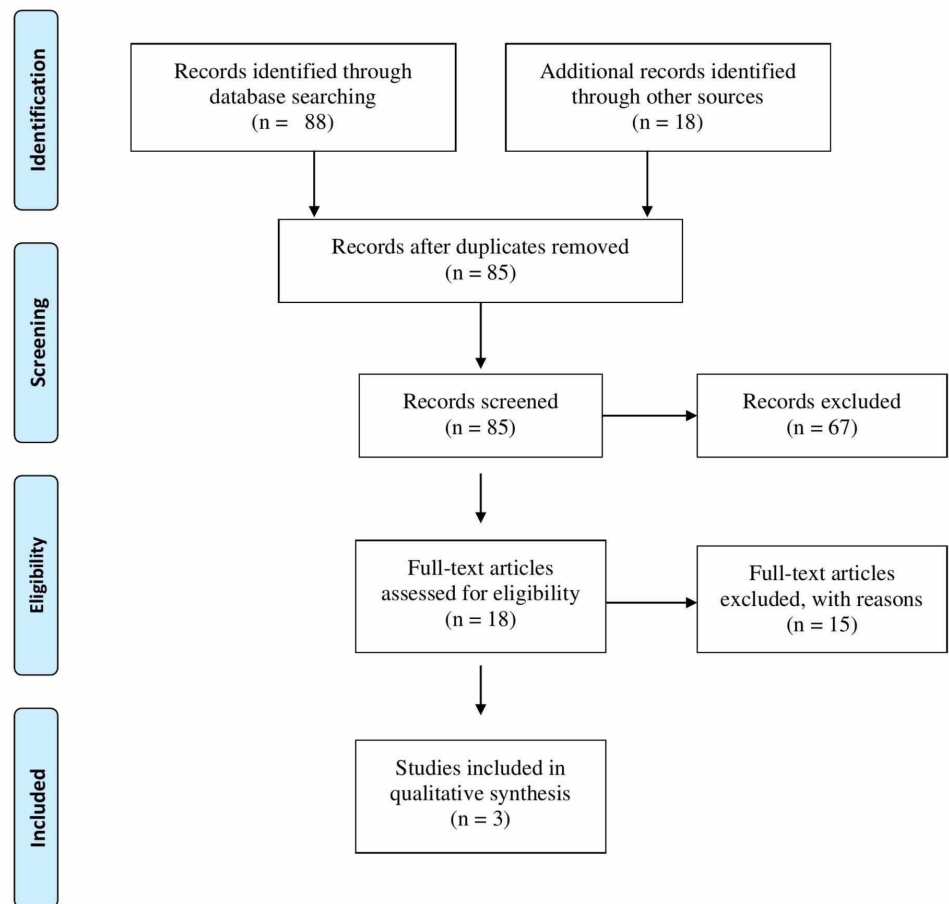 Identification
Records identified through
database searching
(n = 88)
Additional records identified
through other sources
(n = 18)
Screening
Records after duplicates removed
(n = 85)
Records screened
(n = 85)
Records excluded
(n = 67)
Eligibility
Full-text articles
assessed for eligibility
(n = 18)
Full-text articles
excluded, with reasons
(n = 15)
Included
Studies included in
qualitative synthesis
(n = 3)